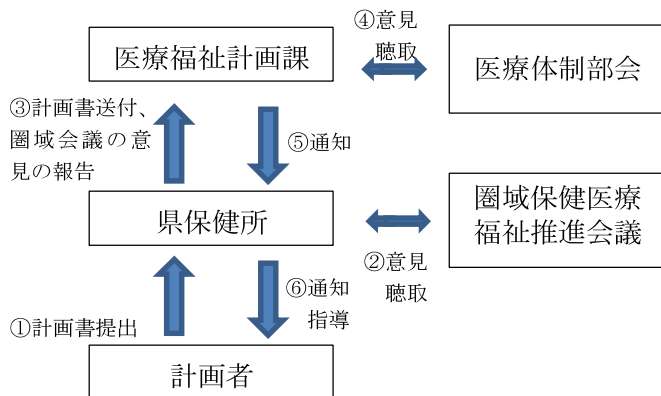 ④意見
聴取
医療福祉計画課
医療体制部会
③計画書送付、
圏域会議の意
見の報告
⑤通知
圏域保健医療
福祉推進会議
県保健所
②意見
聴取
⑥通知
指導
①計画書提出
計画者